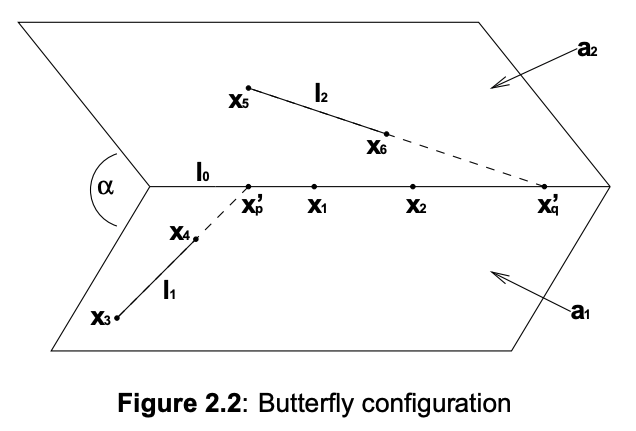 a₂
x₅
l₂
x₆
α
l₀
x'ₚ
x₁
x₂
x'q
x₄
l₁
x₃
a₁
Figure 2.2: Butterfly configuration